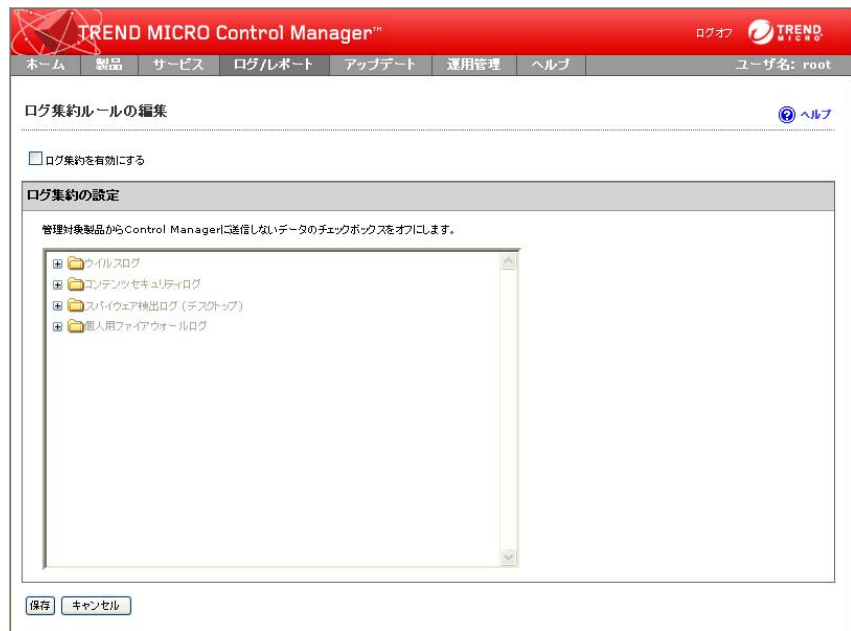 TREND MICRO Control Manager™
ログオフ
TREND MICRO
ホーム 製品 サービス ログ/レポート アップデート 運用管理 ヘルプ ユーザ名: root
ログ集約ルールの編集
ヘルプ
ログ集約を有効にする
ログ集約の設定
管理対象製品からControl Managerに送信しないデータのチェックボックスをオフにします。
ウイルスログ
コンテンツセキュリティログ
スパイウェア検出ログ (デスクトップ)
個人用ファイアウォールログ
保存 キャンセル